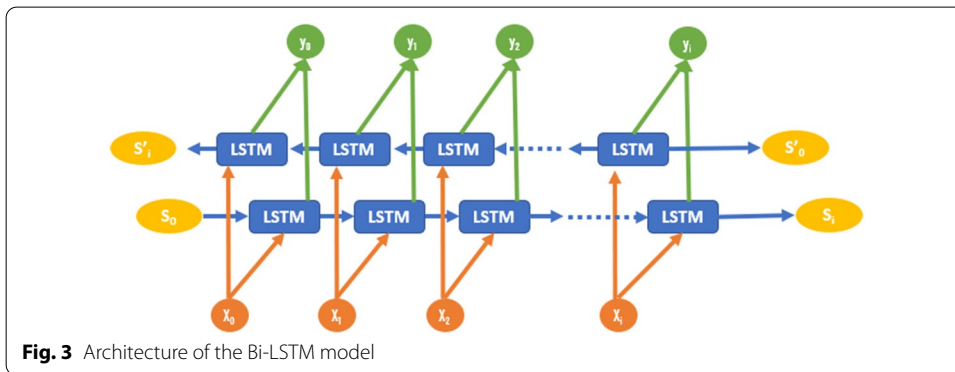 y₀ y₁ y₂ yᵢ
S'ᵢ LSTM LSTM LSTM LSTM S'₀
S₀ LSTM LSTM LSTM LSTM Sᵢ
X₀ X₁ X₂ Xᵢ
Fig. 3 Architecture of the Bi-LSTM model